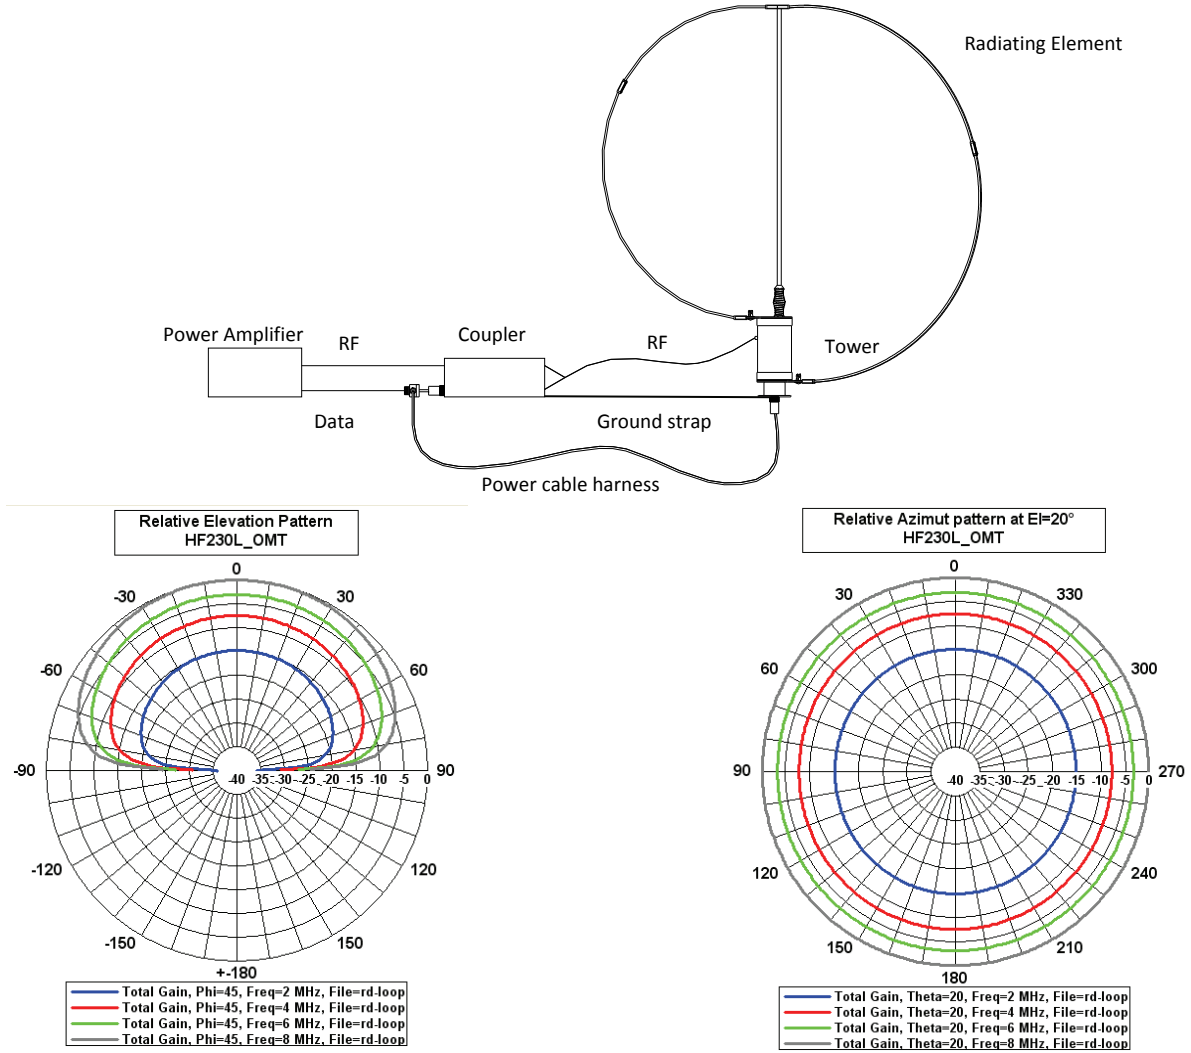 Radiating Element
Power Amplifier
RF
Coupler
RF
Tower
Data
Ground strap
Power cable harness
Relative Elevation Pattern
HF230L_OMT
0
-30
30
-60
60
-90
90
-40 -35 -30 -25 -20 -15 -10 -5 0
-120
120
-150
150
+-180
Total Gain, Phi=45, Freq=2 MHz, File=rd-loop
Total Gain, Phi=45, Freq=4 MHz, File=rd-loop
Total Gain, Phi=45, Freq=6 MHz, File=rd-loop
Total Gain, Phi=45, Freq=8 MHz, File=rd-loop
Relative Azimut pattern at El=20°
HF230L_OMT
0
30
330
60
300
90
270
-40 -35 -30 -25 -20 -15 -10 -5 0
120
240
150
210
180
Total Gain, Theta=20, Freq=2 MHz, File=rd-loop
Total Gain, Theta=20, Freq=4 MHz, File=rd-loop
Total Gain, Theta=20, Freq=6 MHz, File=rd-loop
Total Gain, Theta=20, Freq=8 MHz, File=rd-loop